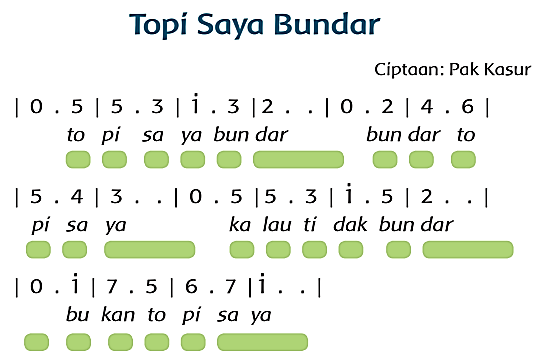 Topi Saya Bundar
Ciptaan: Pak Kasur
| 0 . 5 | 5 . 3 | i̇ . 3 | 2 . . | 0 . 2 | 4 . 6 |
to pi sa ya bun dar bun dar to
| 5 . 4 | 3 . . | 0 . 5 | 5 . 3 | i̇ . 5 | 2 . . |
pi sa ya ka lau ti dak bun dar
| 0 . i̇ | 7 . 5 | 6 . 7 | i̇ . . |
bu kan to pi sa ya